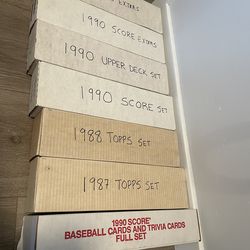 EXTRAS
1990 SCORE EXTRAS
1990 UPPER DECK SET
1990 SCORE SET
1988 TOPPS SET
1987 TOPPS SET
1990 SCORE®
BASEBALL CARDS AND TRIVIA CARDS
FULL SET